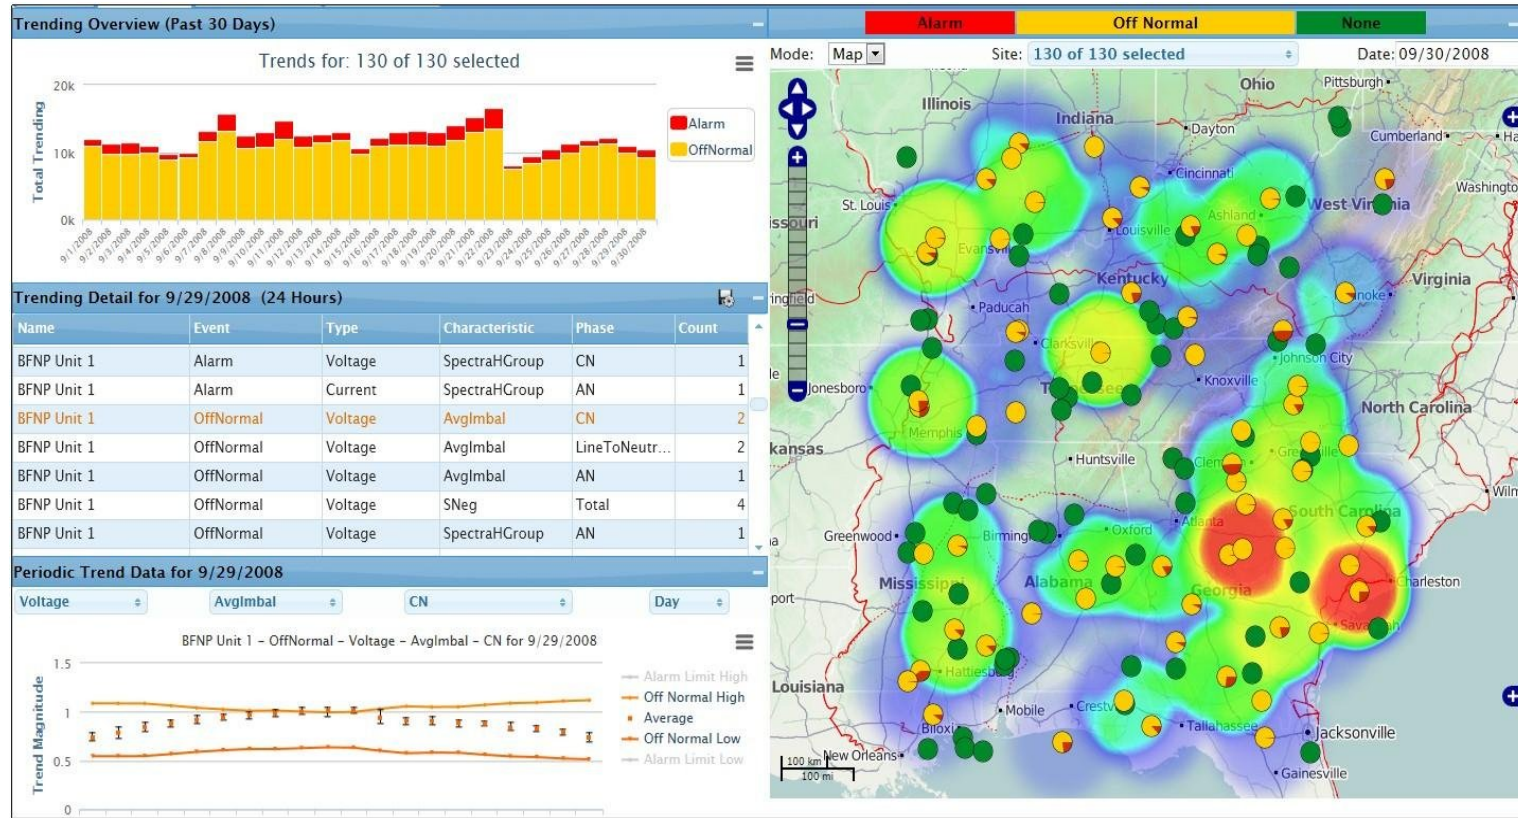 Trending Overview (Past 30 Days)
Trends for: 130 of 130 selected
Total Trending
20k
10k
0k
Alarm
OffNormal
9/1/2008
9/2/2008
9/3/2008
9/4/2008
9/5/2008
9/6/2008
9/7/2008
9/8/2008
9/9/2008
9/10/2008
9/11/2008
9/12/2008
9/13/2008
9/14/2008
9/15/2008
9/16/2008
9/17/2008
9/18/2008
9/19/2008
9/20/2008
9/21/2008
9/22/2008
9/23/2008
9/24/2008
9/25/2008
9/26/2008
9/27/2008
9/28/2008
9/29/2008
9/30/2008
Trending Detail for 9/29/2008 (24 Hours)
Name Event Type Characteristic Phase Count
BFNP Unit 1 Alarm Voltage SpectraHGroup CN 1
BFNP Unit 1 Alarm Current SpectraHGroup AN 1
BFNP Unit 1 OffNormal Voltage AvgImbal CN 2
BFNP Unit 1 OffNormal Voltage AvgImbal LineToNeutr... 2
BFNP Unit 1 OffNormal Voltage AvgImbal AN 1
BFNP Unit 1 OffNormal Voltage SNeg Total 4
BFNP Unit 1 OffNormal Voltage SpectraHGroup AN 1
Periodic Trend Data for 9/29/2008
Voltage AvgImbal CN Day
BFNP Unit 1 - OffNormal - Voltage - AvgImbal - CN for 9/29/2008
Trend Magnitude
1.5
1
0.5
0
Alarm Limit High
Off Normal High
Average
Off Normal Low
Alarm Limit Low
Alarm Off Normal None
Mode: Map Site: 130 of 130 selected Date: 09/30/2008
Ohio
Pittsburgh
Illinois
Indiana
Dayton
Cumberland
Ha
Cincinnati
Washingto
St. Louis
West Virginia
Ashland
issouri
Louisville
Evansvi
Kentucky
Virginia
ringfield
noke
Paducah
Clarksvil
Johnson City
le
Jonesboro
Knoxville
North Carolina
Memphis
kansas
Huntsville
Clem
Wilm
South Carolina
Atlanta
Oxford
Greenwood
Birming
Mississippi
Alabama
Georgia
Charleston
port
Savannah
Hattiesburg
Louisiana
Mobile
Crestv
Biloxi
Tallahassee
Jacksonville
New Orleans
100 km
100 mi
Gainesville